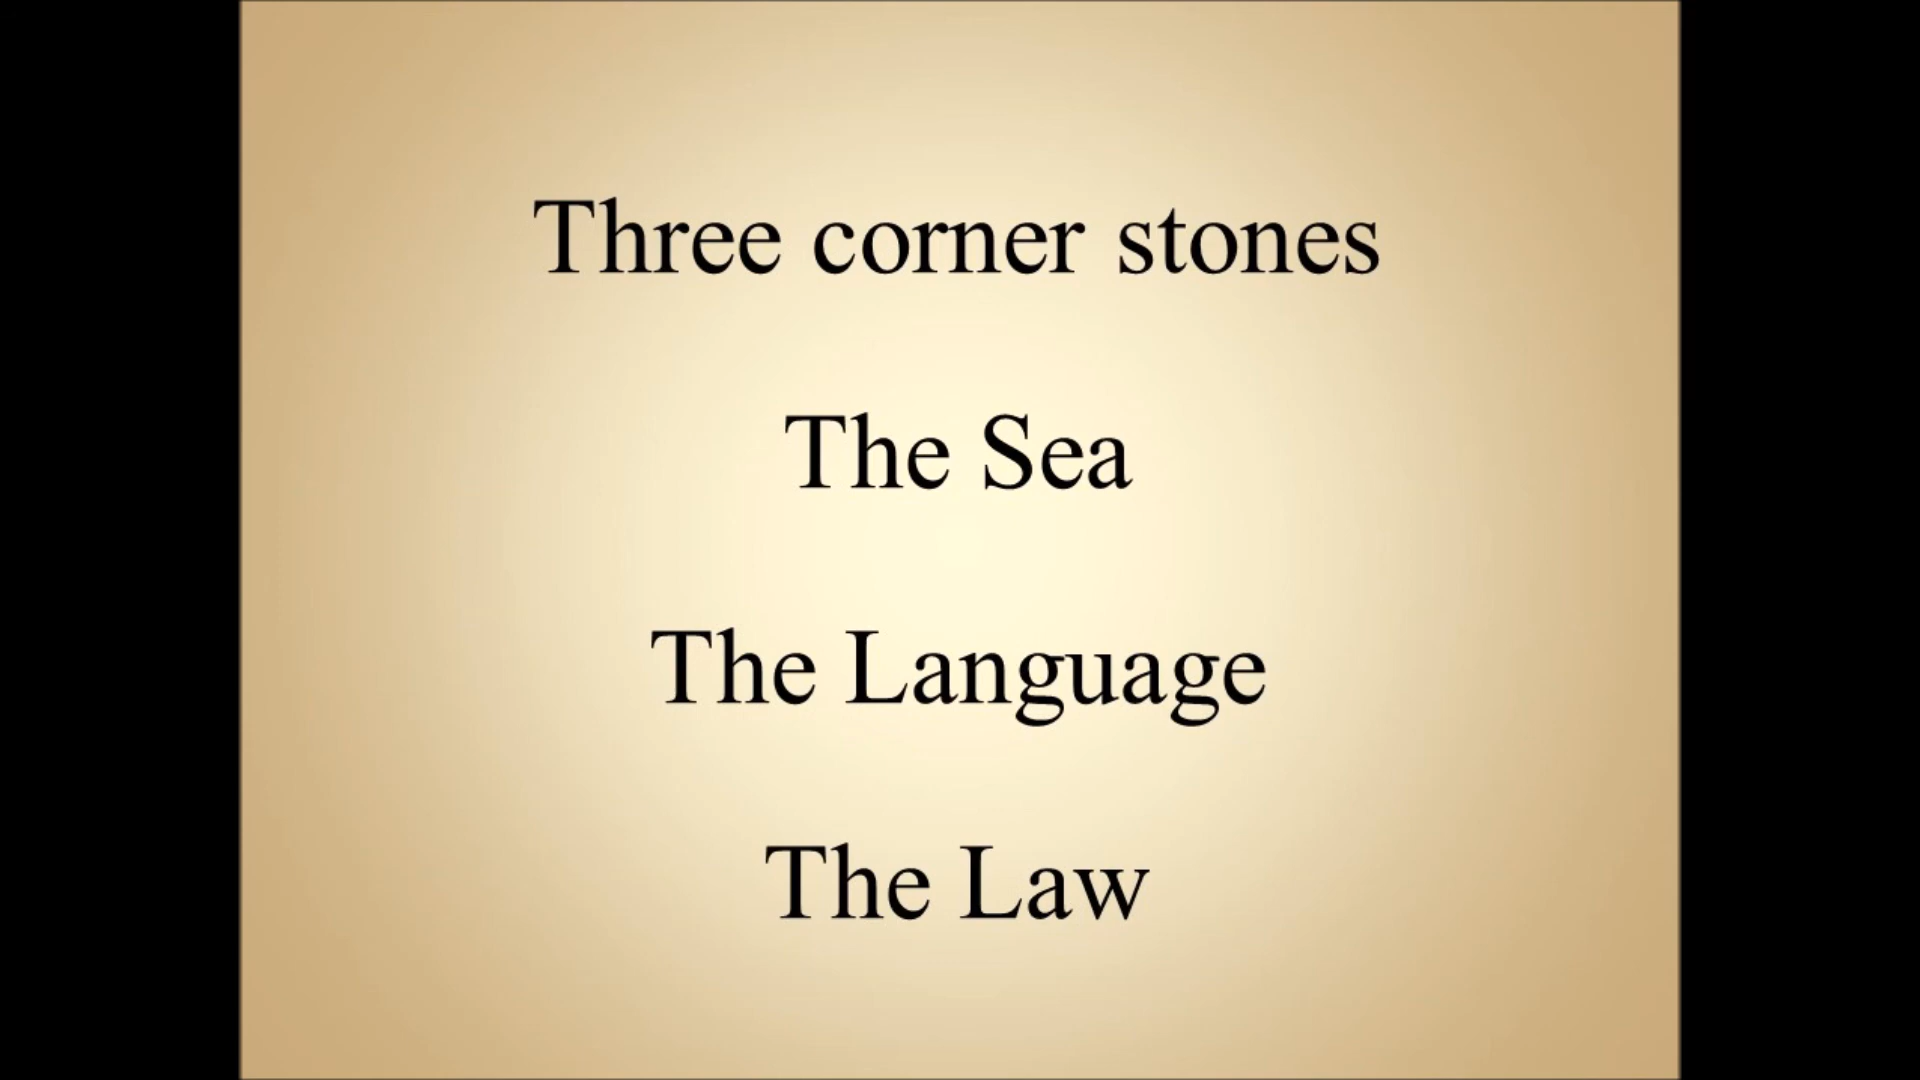 Three corner stones
The Sea
The Language
The Law